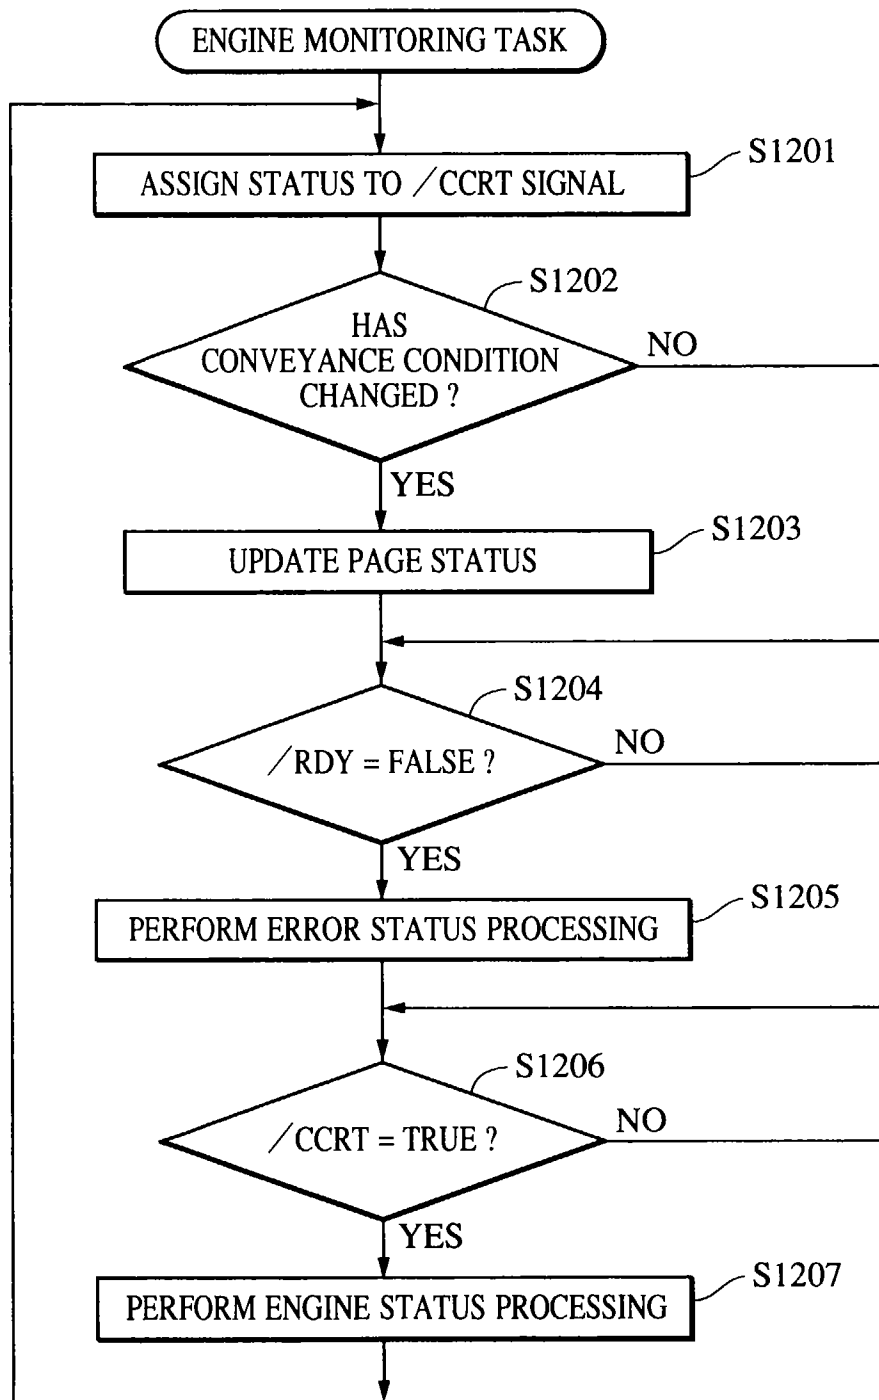 ENGINE MONITORING TASK
S1201
ASSIGN STATUS TO /CCRT SIGNAL
S1202
HAS
CONVEYANCE CONDITION
CHANGED ?
NO
YES
S1203
UPDATE PAGE STATUS
S1204
/RDY = FALSE ?
NO
YES
S1205
PERFORM ERROR STATUS PROCESSING
S1206
/CCRT = TRUE ?
NO
YES
S1207
PERFORM ENGINE STATUS PROCESSING